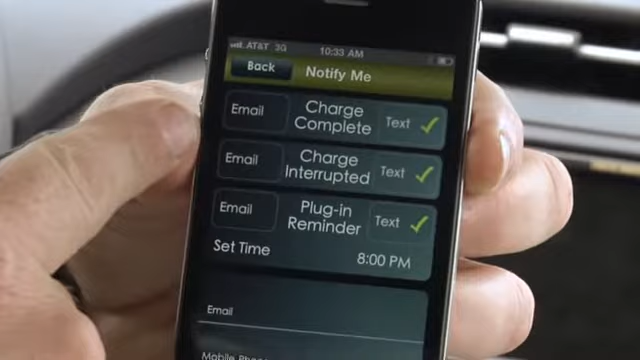 AT&T 3G 10:33 AM
Back Notify Me
Email Charge Complete Text
Email Charge Interrupted Text
Email Plug-in Reminder Text
Set Time 8:00 PM
Email
Mobile Phone